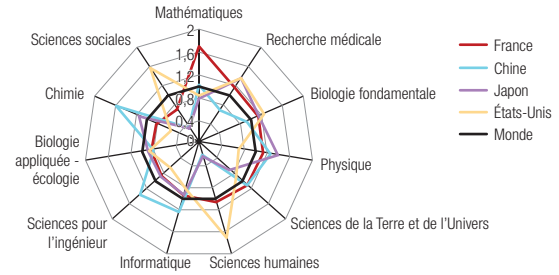 Mathématiques
2
1,6
1,2
0,8
0,4
0
Recherche médicale
Biologie fondamentale
Physique
Sciences de la Terre et de l'Univers
Sciences humaines
Informatique
Sciences pour
l'ingénieur
Biologie
appliquée -
écologie
Chimie
Sciences sociales
France
Chine
Japon
États-Unis
Monde